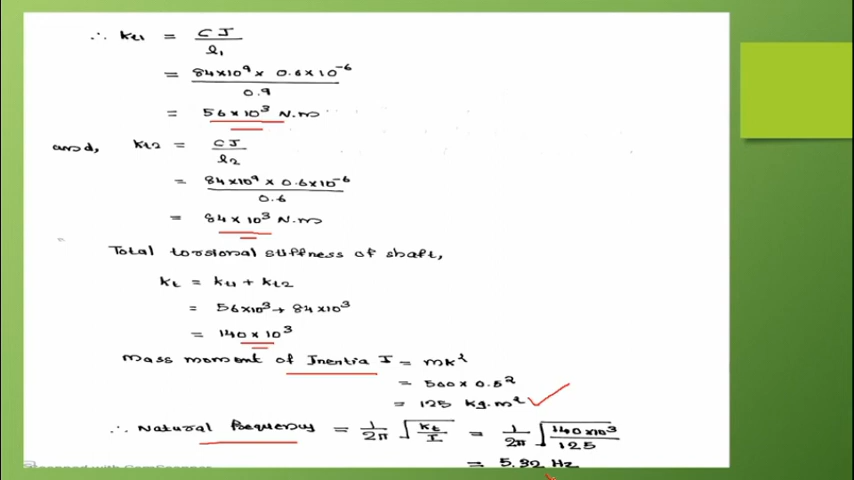 ∴ kt1 = CJ / l1
= 84×10⁹ × 0.6×10⁻⁶ / 0.9
= 56×10³ N.m
and, kt2 = CJ / l2
= 84×10⁹ × 0.6×10⁻⁶ / 0.6
= 84×10³ N.m
Total torsional stiffness of shaft,
kt = kt1 + kt2
= 56×10³ + 84×10³
= 140×10³
Mass moment of Inertia I = mk²
= 500×0.5²
= 125 kg.m²
∴ Natural frequency = 1/2π √(kt/I) = 1/2π √(140×10³/125)
= 5.32 Hz